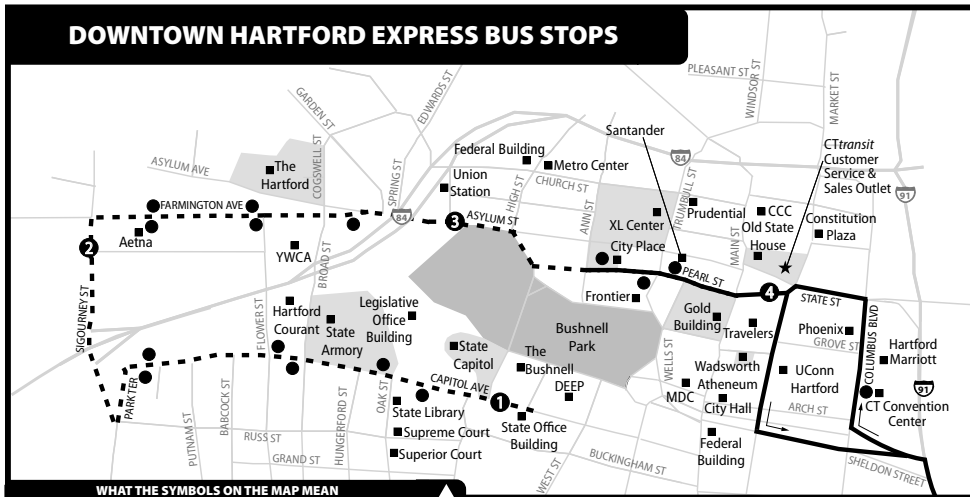 DOWNTOWN HARTFORD EXPRESS BUS STOPS
PLEASANT ST
WINDSOR ST
MARKET ST
GARDEN ST
EDWARDS ST
Santander
CTtransit
Customer
Service &
Sales Outlet
84
91
ASYLUM AVE
The
Hartford
COGSWELL ST
SPRING ST
Federal Building
Metro Center
Union
Station
CHURCH ST
HIGH ST
ANN ST
TRUMBULL ST
MAIN ST
FARMINGTON AVE
84
3
ASYLUM ST
XL Center
Prudential
CCC
Old State
House
Constitution
Plaza
2
Aetna
YWCA
BROAD ST
City Place
PEARL ST
4
STATE ST
SIGOURNEY ST
FLOWER ST
Hartford
Courant
State
Armory
Legislative
Office
Building
Frontier
Gold
Building
Travelers
Phoenix
GROVE ST
COLUMBUS BLVD
Hartford
Marriott
Bushnell
Park
State
Capitol
The
Bushnell
DEEP
WELLS ST
MDC
Wadsworth
Atheneum
City Hall
UConn
Hartford
91
PARK TER
CAPITOL AVE
1
ARCH ST
CT Convention
Center
PUTNAM ST
BABCOCK ST
HUNGERFORD ST
OAK ST
State Library
Supreme Court
Superior Court
State Office
Building
RUSS ST
GRAND ST
WEST ST
BUCKINGHAM ST
Federal
Building
SHELDON STREET
WHAT THE SYMBOLS ON THE MAP MEAN